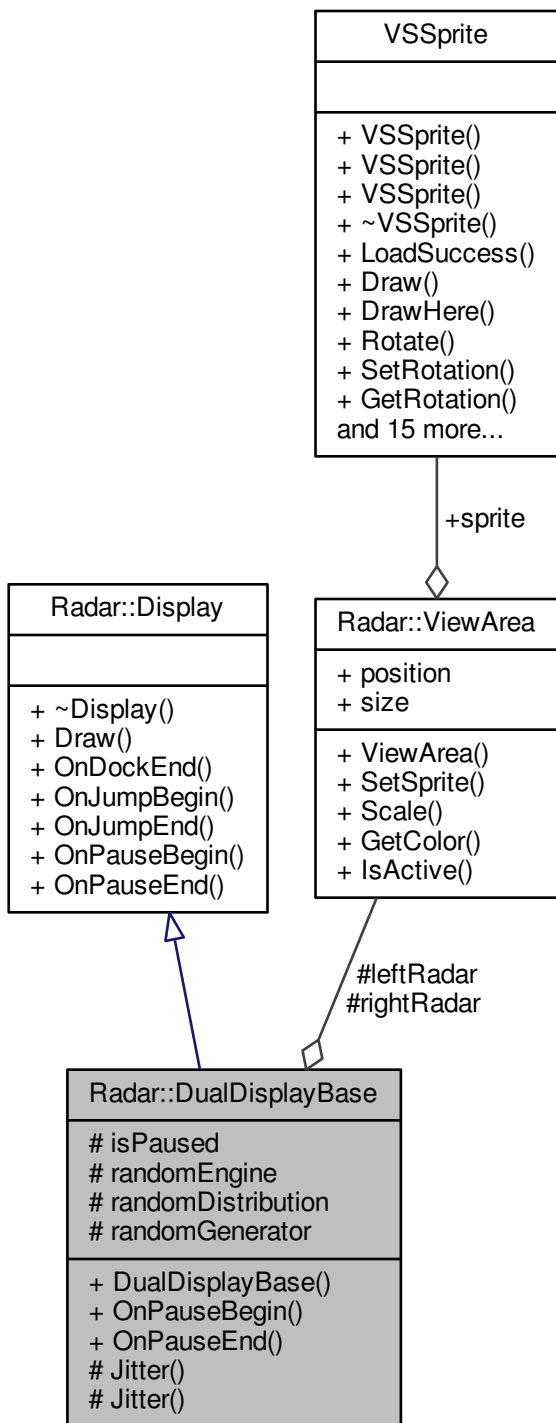 VSSprite
+ VSSprite()
+ VSSprite()
+ VSSprite()
+ ~VSSprite()
+ LoadSuccess()
+ Draw()
+ DrawHere()
+ Rotate()
+ SetRotation()
+ GetRotation()
and 15 more...
+sprite
Radar::Display
+ ~Display()
+ Draw()
+ OnDockEnd()
+ OnJumpBegin()
+ OnJumpEnd()
+ OnPauseBegin()
+ OnPauseEnd()
Radar::ViewArea
+ position
+ size
+ ViewArea()
+ SetSprite()
+ Scale()
+ GetColor()
+ IsActive()
#leftRadar
#rightRadar
Radar::DualDisplayBase
# isPaused
# randomEngine
# randomDistribution
# randomGenerator
+ DualDisplayBase()
+ OnPauseBegin()
+ OnPauseEnd()
# Jitter()
# Jitter()